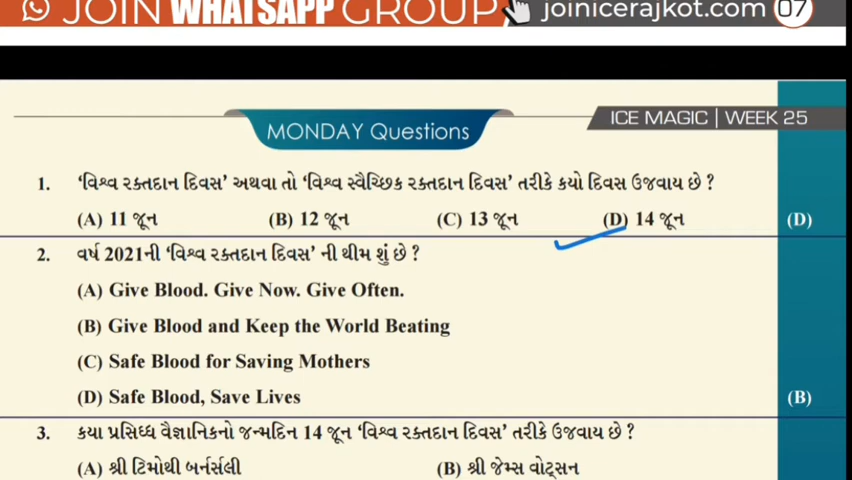 JOIN WHATSAPP GROUP joinicerajkot.com 07
MONDAY Questions
ICE MAGIC | WEEK 25
1. 'વિશ્વ રક્તદાન દિવસ' અથવા તો 'વિશ્વ સ્વૈચ્છિક રક્તદાન દિવસ' તરીકે કયો દિવસ ઉજવાય છે ?
(A) 11 જૂન (B) 12 જૂન (C) 13 જૂન (D) 14 જૂન (D)
2. વર્ષ 2021ની 'વિશ્વ રક્તદાન દિવસ' ની થીમ શું છે ?
(A) Give Blood. Give Now. Give Often.
(B) Give Blood and Keep the World Beating
(C) Safe Blood for Saving Mothers
(D) Safe Blood, Save Lives (B)
3. કયા પ્રસિધ્ધ વૈજ્ઞાનિકનો જન્મદિન 14 જૂન 'વિશ્વ રક્તદાન દિવસ' તરીકે ઉજવાય છે ?
(A) શ્રી ટિમોથી બર્નર્સલી (B) શ્રી જેમ્સ વોટ્સન